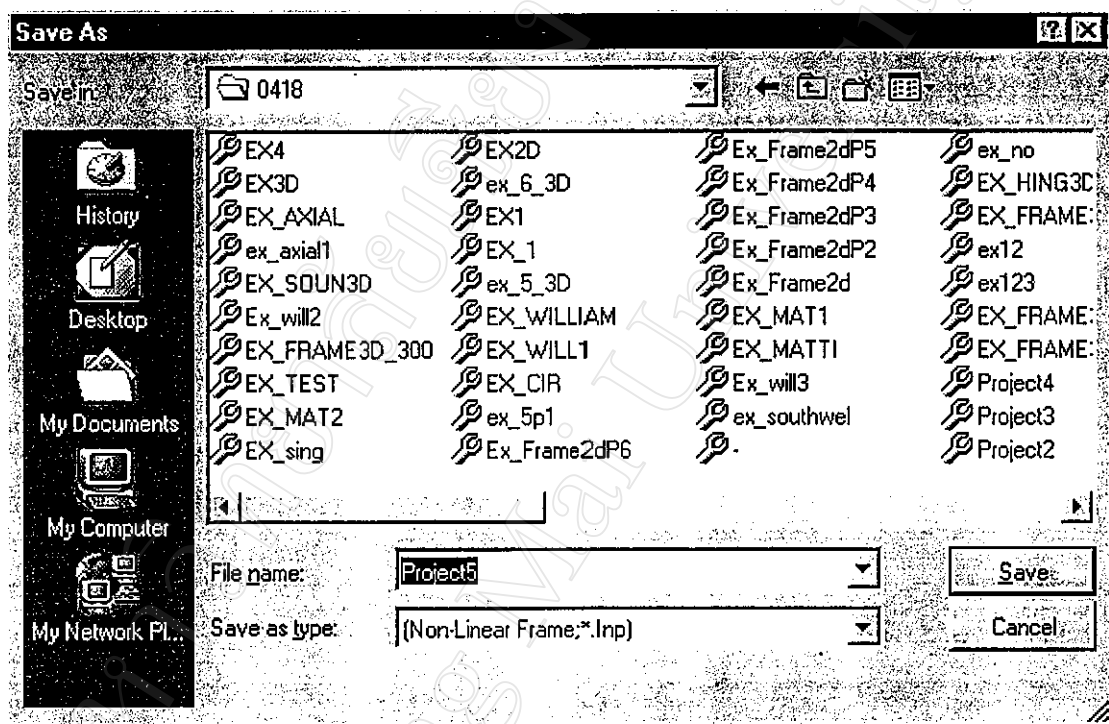 Save As
Save in:
0418
History
Desktop
My Documents
My Computer
My Network Pl...
EX4
EX3D
EX_AXIAL
ex_axial1
EX_SOUN3D
Ex_will2
EX_FRAME3D_300
EX_TEST
EX_MAT2
EX_sing
EX2D
ex_6_3D
EX1
EX_1
ex_5_3D
EX_WILLIAM
EX_WILL1
EX_CIR
ex_5p1
Ex_Frame2dP6
Ex_Frame2dP5
Ex_Frame2dP4
Ex_Frame2dP3
Ex_Frame2dP2
Ex_Frame2d
EX_MAT1
EX_MATTI
Ex_will3
ex_southwel
-
ex_no
EX_HING3D
EX_FRAME:
ex12
ex123
EX_FRAME:
EX_FRAME:
Project4
Project3
Project2
File name:
Project5
Save
Save as type:
(Non-Linear Frame;*.Inp)
Cancel